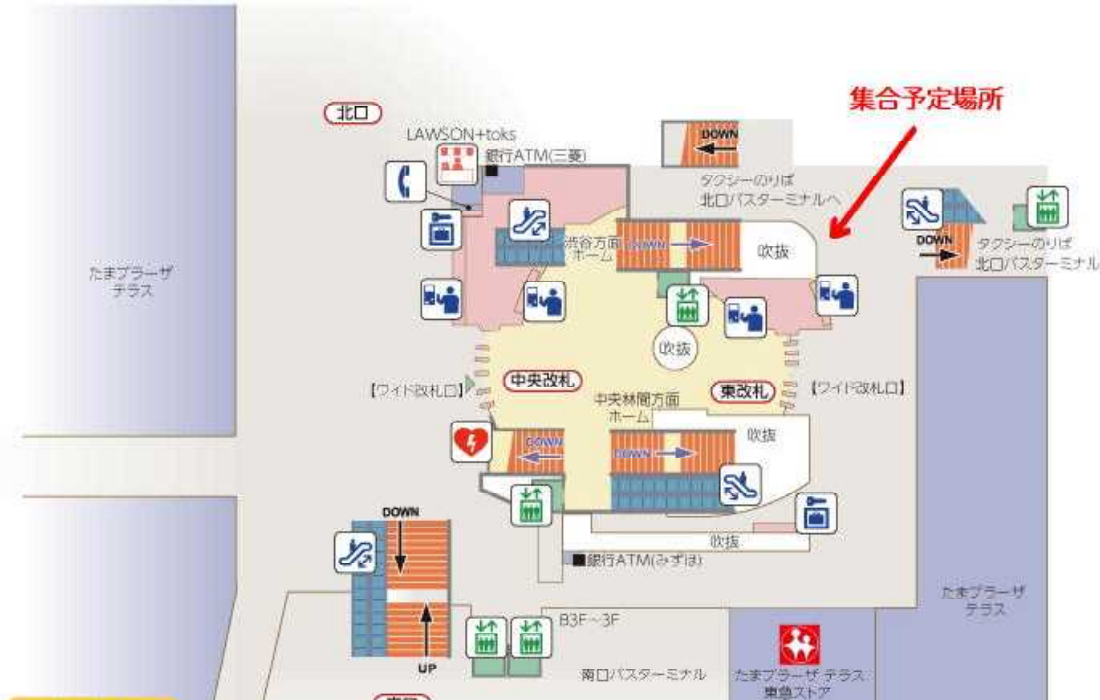 集合予定場所
北口
LAWSON+toks
銀行ATM(三菱)
DOWN
タクシーのりば
北口バスターミナルへ
DOWN
タクシーのりば
北口バスターミナル
渋谷方面
ホーム
DOWN
吹抜
たまプラーザ
テラス
吹抜
【ワイド改札口】
中央改札
東改札
【ワイド改札口】
中央林間方面
ホーム
吹抜
DOWN
DOWN
DOWN
吹抜
銀行ATM(みずほ)
UP
B3F～3F
南口バスターミナル
たまプラーザ
テラス
たまプラーザ テラス
東急ストア